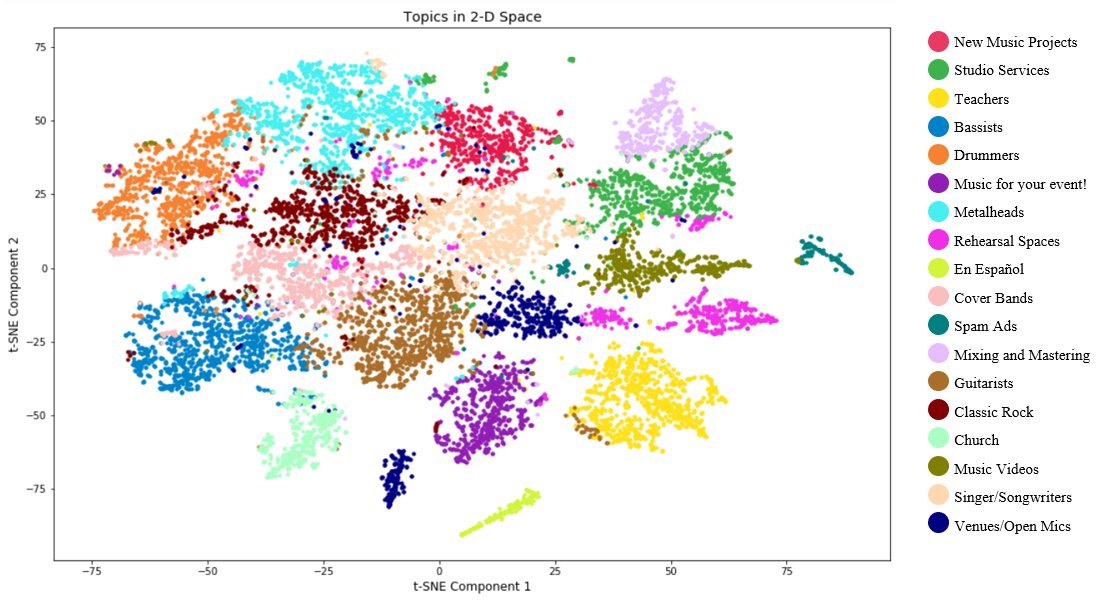 Topics in 2-D Space
t-SNE Component 2
75
50
25
0
−25
−50
−75
−75
−50
−25
0
25
50
75
t-SNE Component 1
New Music Projects
Studio Services
Teachers
Bassists
Drummers
Music for your event!
Metalheads
Rehearsal Spaces
En Español
Cover Bands
Spam Ads
Mixing and Mastering
Guitarists
Classic Rock
Church
Music Videos
Singer/Songwriters
Venues/Open Mics